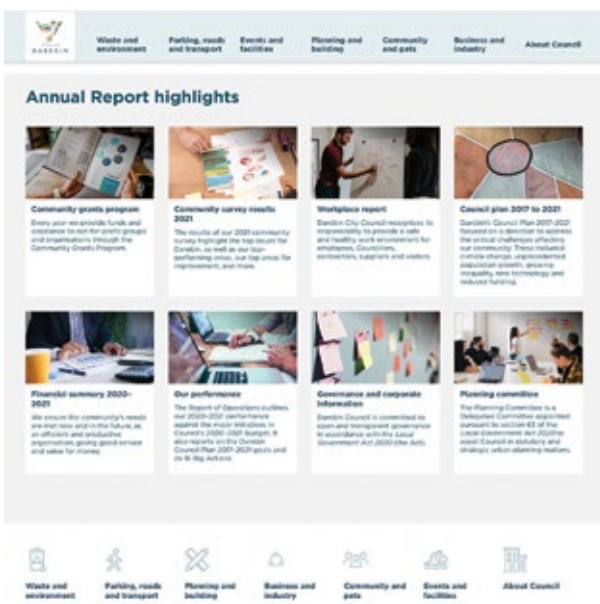 DAREBIN
Waste and
environment
Parking, roads
and transport
Events and
facilities
Planning and
building
Community
and pets
Business and
industry
About Council
Annual Report highlights
Community grants program
Every year we provide funds and
assistance to not-for-profit groups
and organisations through the
Community Grants Program.
Community survey results
2021
The results of our 2021 community
survey highlight the top issues for
Darebin, as well as our top-
performing areas, our top areas for
improvement, and more.
Workplace report
Darebin City Council recognises its
responsibility to provide a safe
and healthy work environment for
employees, Councillors,
contractors, suppliers and visitors.
Council plan 2017 to 2021
Darebin's Council Plan 2017-2021
focused on a direction to address
the critical challenges affecting
our community. These included
climate change, unprecedented
population growth, growing
inequality, new technology and
reduced funding.
Financial summary 2020-
2021
We ensure the community's needs
are met now and in the future, as
an efficient and productive
organisation, giving good service
and value for money.
Our performance
The Report of Operations outlines
our 2020-2021 performance
against the major initiatives in
Council's 2020-2021 Budget. It
also reports on the Darebin
Council Plan 2017-2021 goals and
its 16 Big Actions.
Governance and corporate
information
Darebin Council is committed to
open and transparent governance
in accordance with the Local
Government Act 2020 (the Act).
Planning committee
The Planning Committee is a
Delegated Committee appointed
pursuant to section 63 of the
Local Government Act 2020 to
assist Council in statutory and
strategic urban planning matters.
Waste and
environment
Parking, roads
and transport
Planning and
building
Business and
industry
Community and
pets
Events and
facilities
About Council